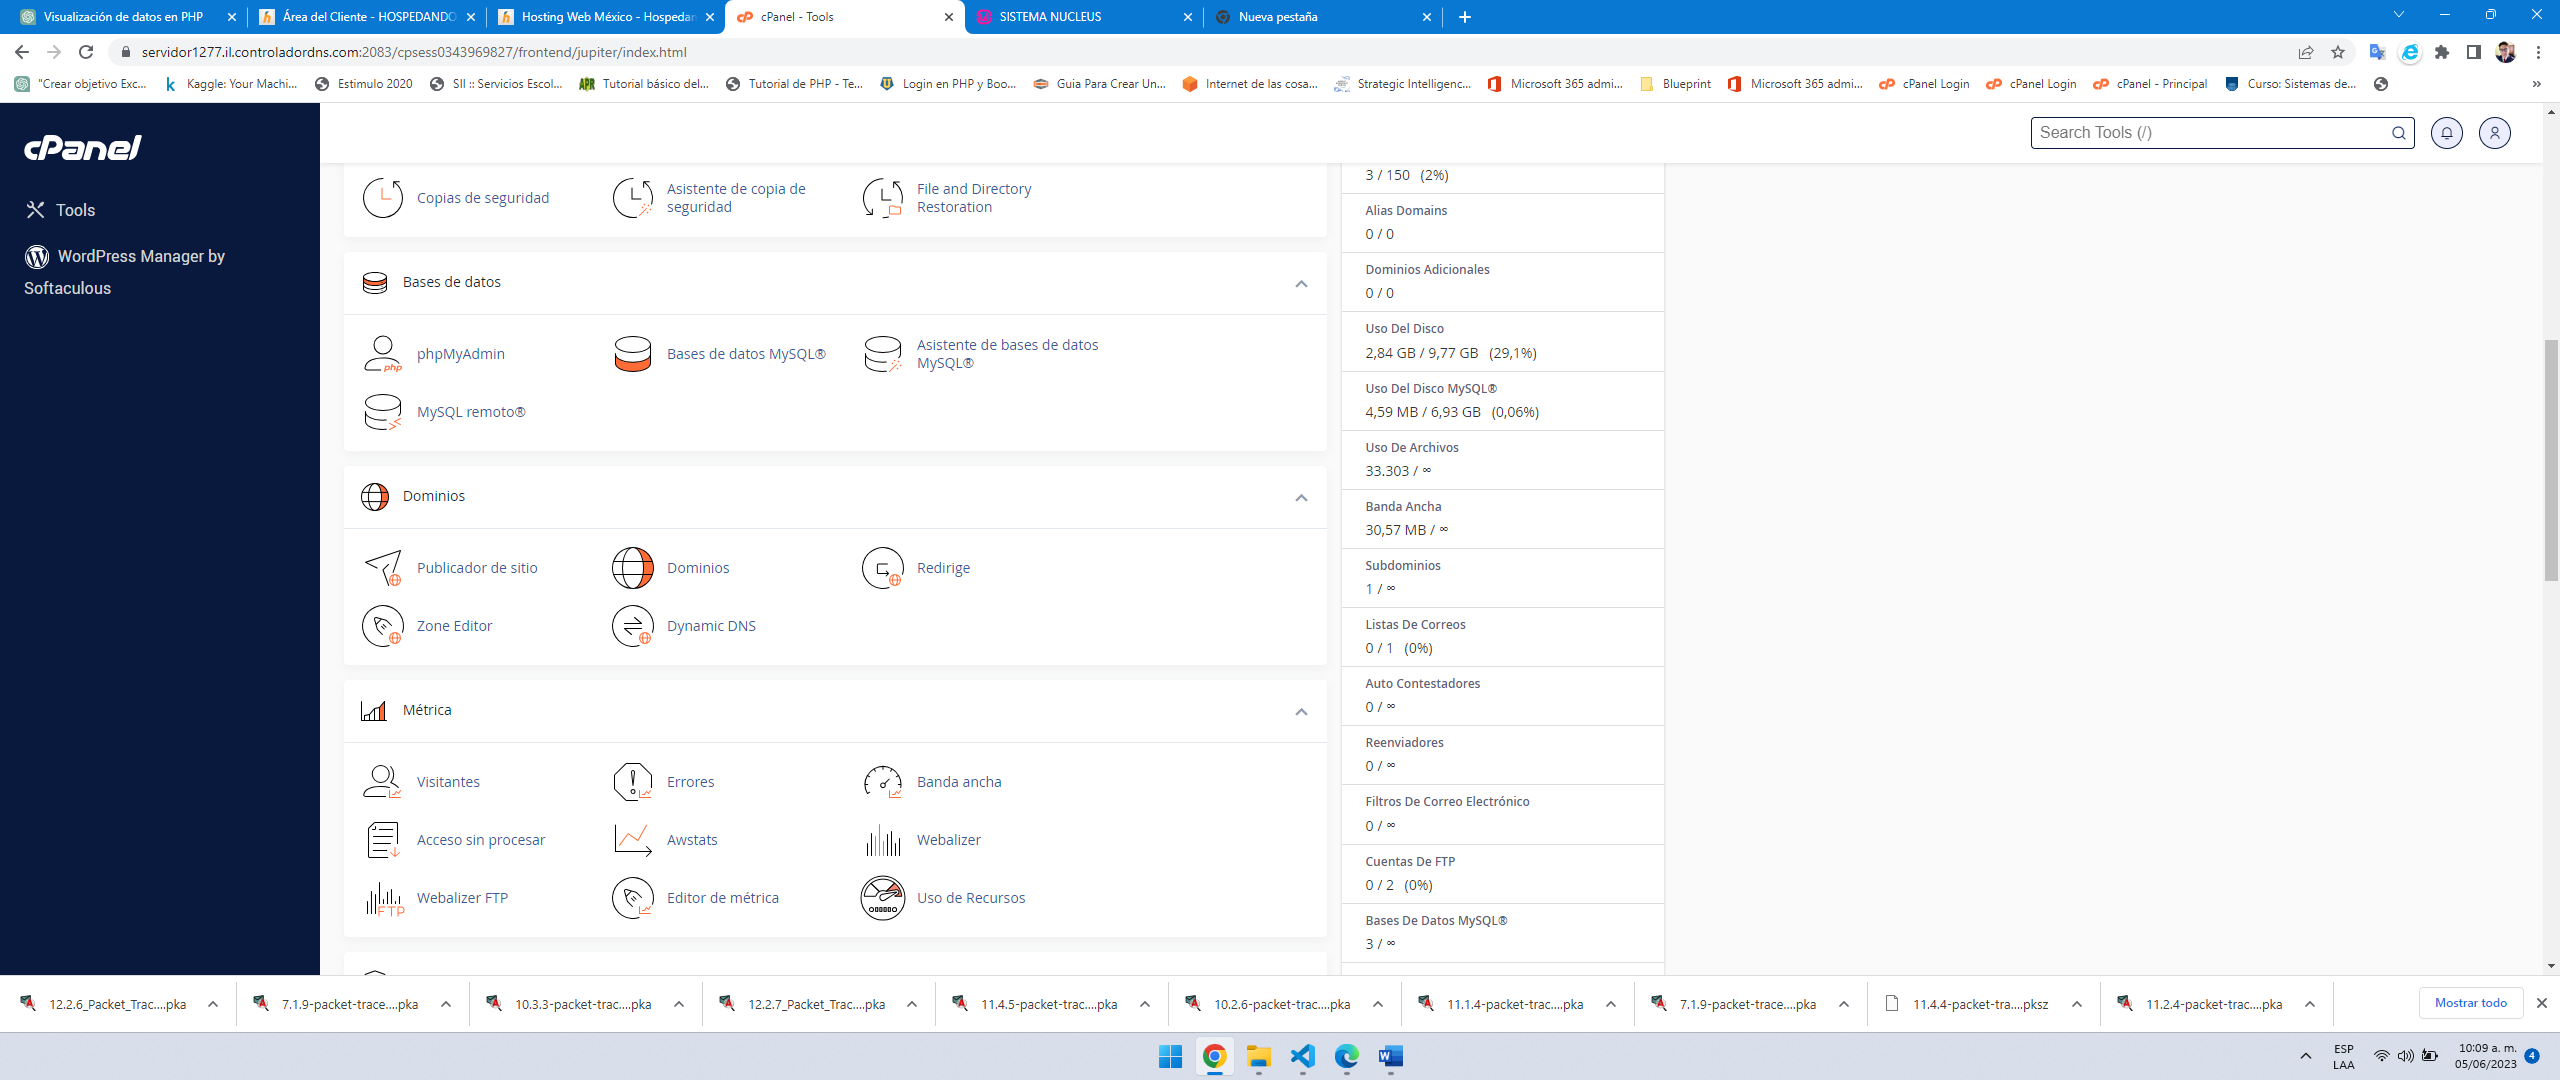 Visualización de datos en PHP
Área del Cliente - HOSPEDANDO
Hosting Web México - Hospedan
cPanel - Tools
SISTEMA NUCLEUS
Nueva pestaña
servidor1277.il.controladordns.com:2083/cpsess0343969827/frontend/jupiter/index.html
"Crear objetivo Exc...
Kaggle: Your Machi...
Estimulo 2020
SII :: Servicios Escol...
Tutorial básico del...
Tutorial de PHP - Te...
Login en PHP y Boo...
Guia Para Crear Un...
Internet de las cosa...
Strategic Intelligenc...
Microsoft 365 admi...
Blueprint
Microsoft 365 admi...
cPanel Login
cPanel Login
cPanel - Principal
Curso: Sistemas de...
cPanel
Search Tools (/)
Tools
WordPress Manager by
Softaculous
Copias de seguridad
Asistente de copia de
seguridad
File and Directory
Restoration
Bases de datos
phpMyAdmin
Bases de datos MySQL®
Asistente de bases de datos
MySQL®
MySQL remoto®
Dominios
Publicador de sitio
Dominios
Redirige
Zone Editor
Dynamic DNS
Métrica
Visitantes
Errores
Banda ancha
Acceso sin procesar
Awstats
Webalizer
Webalizer FTP
Editor de métrica
Uso de Recursos
3 / 150 (2%)
Alias Domains
0 / 0
Dominios Adicionales
0 / 0
Uso Del Disco
2,84 GB / 9,77 GB (29,1%)
Uso Del Disco MySQL®
4,59 MB / 6,93 GB (0,06%)
Uso De Archivos
33.303 / ∞
Banda Ancha
30,57 MB / ∞
Subdominios
1 / ∞
Listas De Correos
0 / 1 (0%)
Auto Contestadores
0 / ∞
Reenviadores
0 / ∞
Filtros De Correo Electrónico
0 / ∞
Cuentas De FTP
0 / 2 (0%)
Bases De Datos MySQL®
3 / ∞
12.2.6_Packet_Trac....pka
7.1.9-packet-trace....pka
10.3.3-packet-trac....pka
12.2.7_Packet_Trac....pka
11.4.5-packet-trac....pka
10.2.6-packet-trac....pka
11.1.4-packet-trac....pka
7.1.9-packet-trace....pka
11.4.4-packet-tra....pksz
11.2.4-packet-trac....pka
Mostrar todo
ESP
LAA
10:09 a. m.
05/06/2023
4